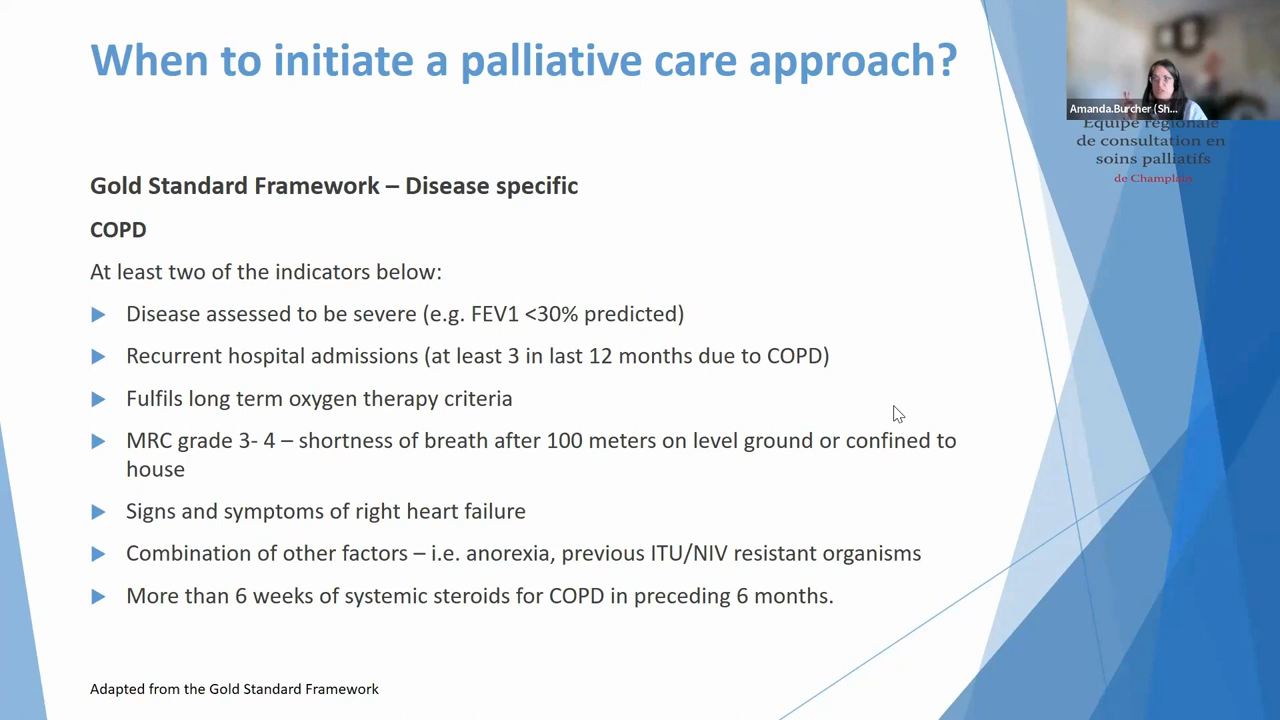 When to initiate a palliative care approach?
Amanda.Burcher (Sh...
Equipe régionale
de consultation en
soins palliatifs
de Champlain
Gold Standard Framework – Disease specific
COPD
At least two of the indicators below:
Disease assessed to be severe (e.g. FEV1 <30% predicted)
Recurrent hospital admissions (at least 3 in last 12 months due to COPD)
Fulfils long term oxygen therapy criteria
MRC grade 3- 4 – shortness of breath after 100 meters on level ground or confined to
house
Signs and symptoms of right heart failure
Combination of other factors – i.e. anorexia, previous ITU/NIV resistant organisms
More than 6 weeks of systemic steroids for COPD in preceding 6 months.
Adapted from the Gold Standard Framework